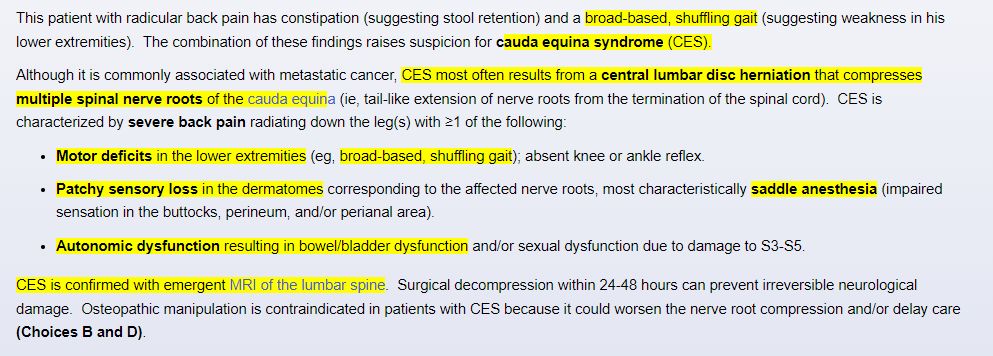 This patient with radicular back pain has constipation (suggesting stool retention) and a broad-based, shuffling gait (suggesting weakness in his
lower extremities).  The combination of these findings raises suspicion for cauda equina syndrome (CES).
Although it is commonly associated with metastatic cancer, CES most often results from a central lumbar disc herniation that compresses
multiple spinal nerve roots of the cauda equina (ie, tail-like extension of nerve roots from the termination of the spinal cord).  CES is
characterized by severe back pain radiating down the leg(s) with ≥1 of the following:
• Motor deficits in the lower extremities (eg, broad-based, shuffling gait); absent knee or ankle reflex.
• Patchy sensory loss in the dermatomes corresponding to the affected nerve roots, most characteristically saddle anesthesia (impaired
sensation in the buttocks, perineum, and/or perianal area).
• Autonomic dysfunction resulting in bowel/bladder dysfunction and/or sexual dysfunction due to damage to S3-S5.
CES is confirmed with emergent MRI of the lumbar spine.  Surgical decompression within 24-48 hours can prevent irreversible neurological
damage.  Osteopathic manipulation is contraindicated in patients with CES because it could worsen the nerve root compression and/or delay care
(Choices B and D).